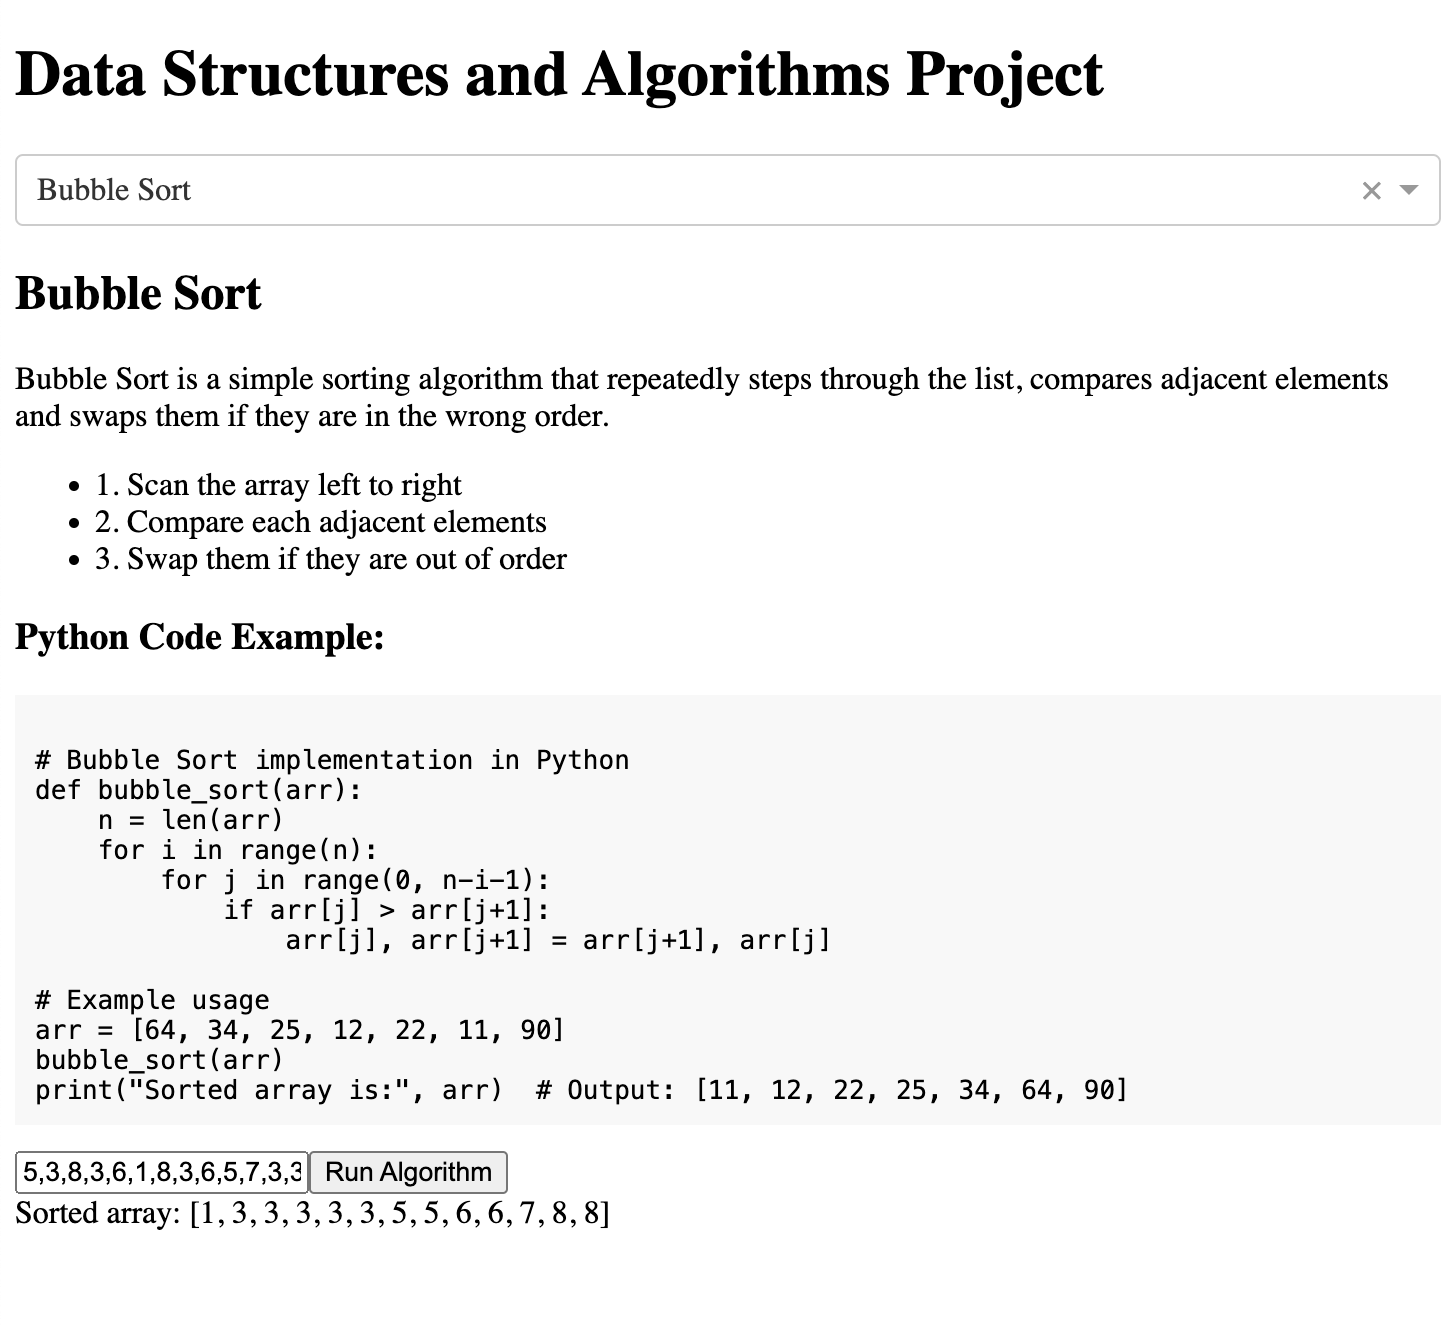 Data Structures and Algorithms Project
Bubble Sort
Bubble Sort
Bubble Sort is a simple sorting algorithm that repeatedly steps through the list, compares adjacent elements
and swaps them if they are in the wrong order.
• 1. Scan the array left to right
• 2. Compare each adjacent elements
• 3. Swap them if they are out of order
Python Code Example:
# Bubble Sort implementation in Python
def bubble_sort(arr):
    n = len(arr)
    for i in range(n):
        for j in range(0, n-i-1):
            if arr[j] > arr[j+1]:
                arr[j], arr[j+1] = arr[j+1], arr[j]
# Example usage
arr = [64, 34, 25, 12, 22, 11, 90]
bubble_sort(arr)
print("Sorted array is:", arr)  # Output: [11, 12, 22, 25, 34, 64, 90]
5,3,8,3,6,1,8,3,6,5,7,3,3 Run Algorithm
Sorted array: [1, 3, 3, 3, 3, 3, 5, 5, 6, 6, 7, 8, 8]